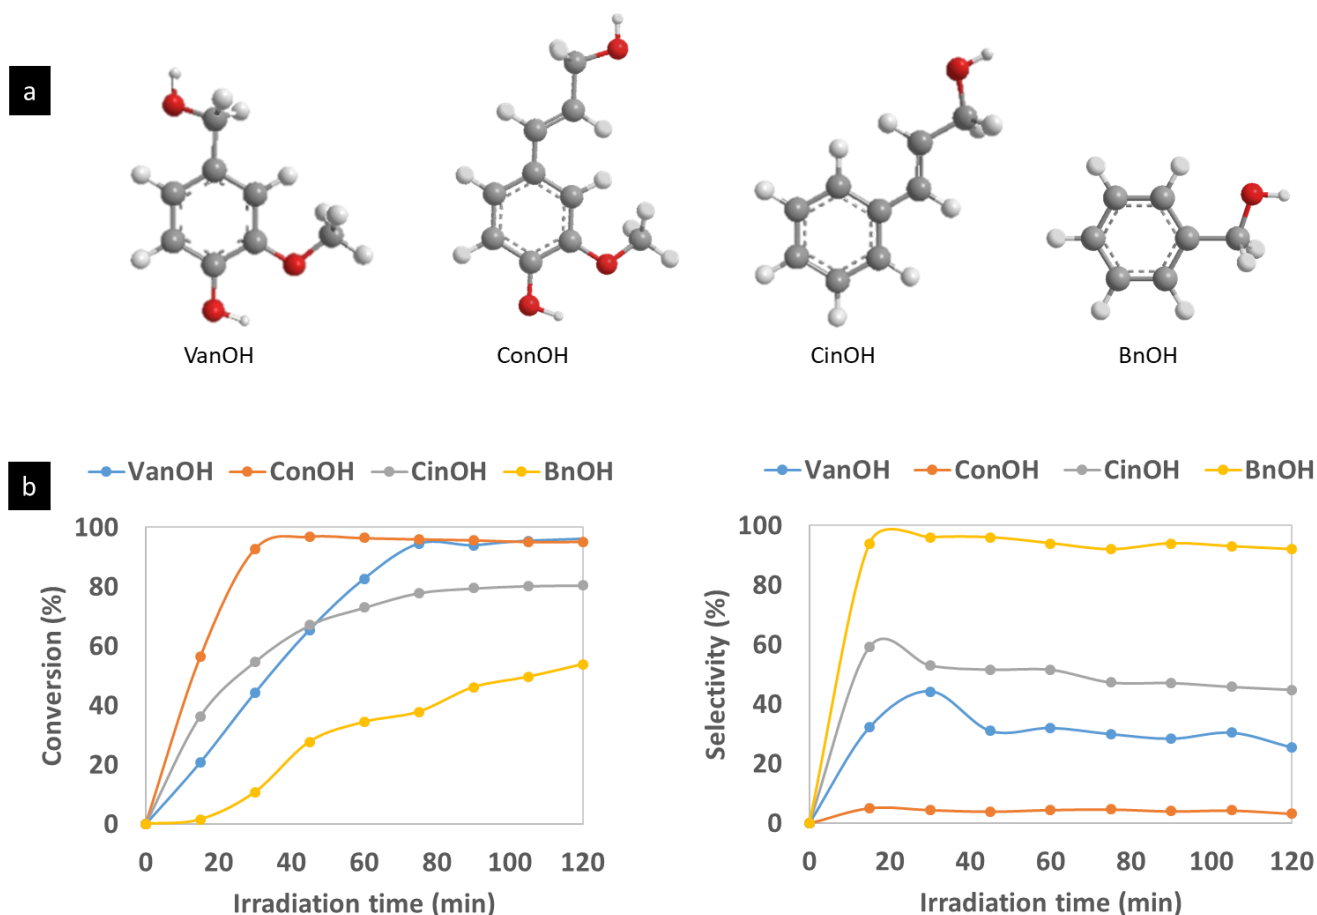 a
VanOH
ConOH
CinOH
BnOH
b
VanOH ConOH CinOH BnOH
100
80
60
40
20
0
Conversion (%)
0 20 40 60 80 100 120
Irradiation time (min)
VanOH ConOH CinOH BnOH
100
80
60
40
20
0
Selectivity (%)
0 20 40 60 80 100 120
Irradiation time (min)